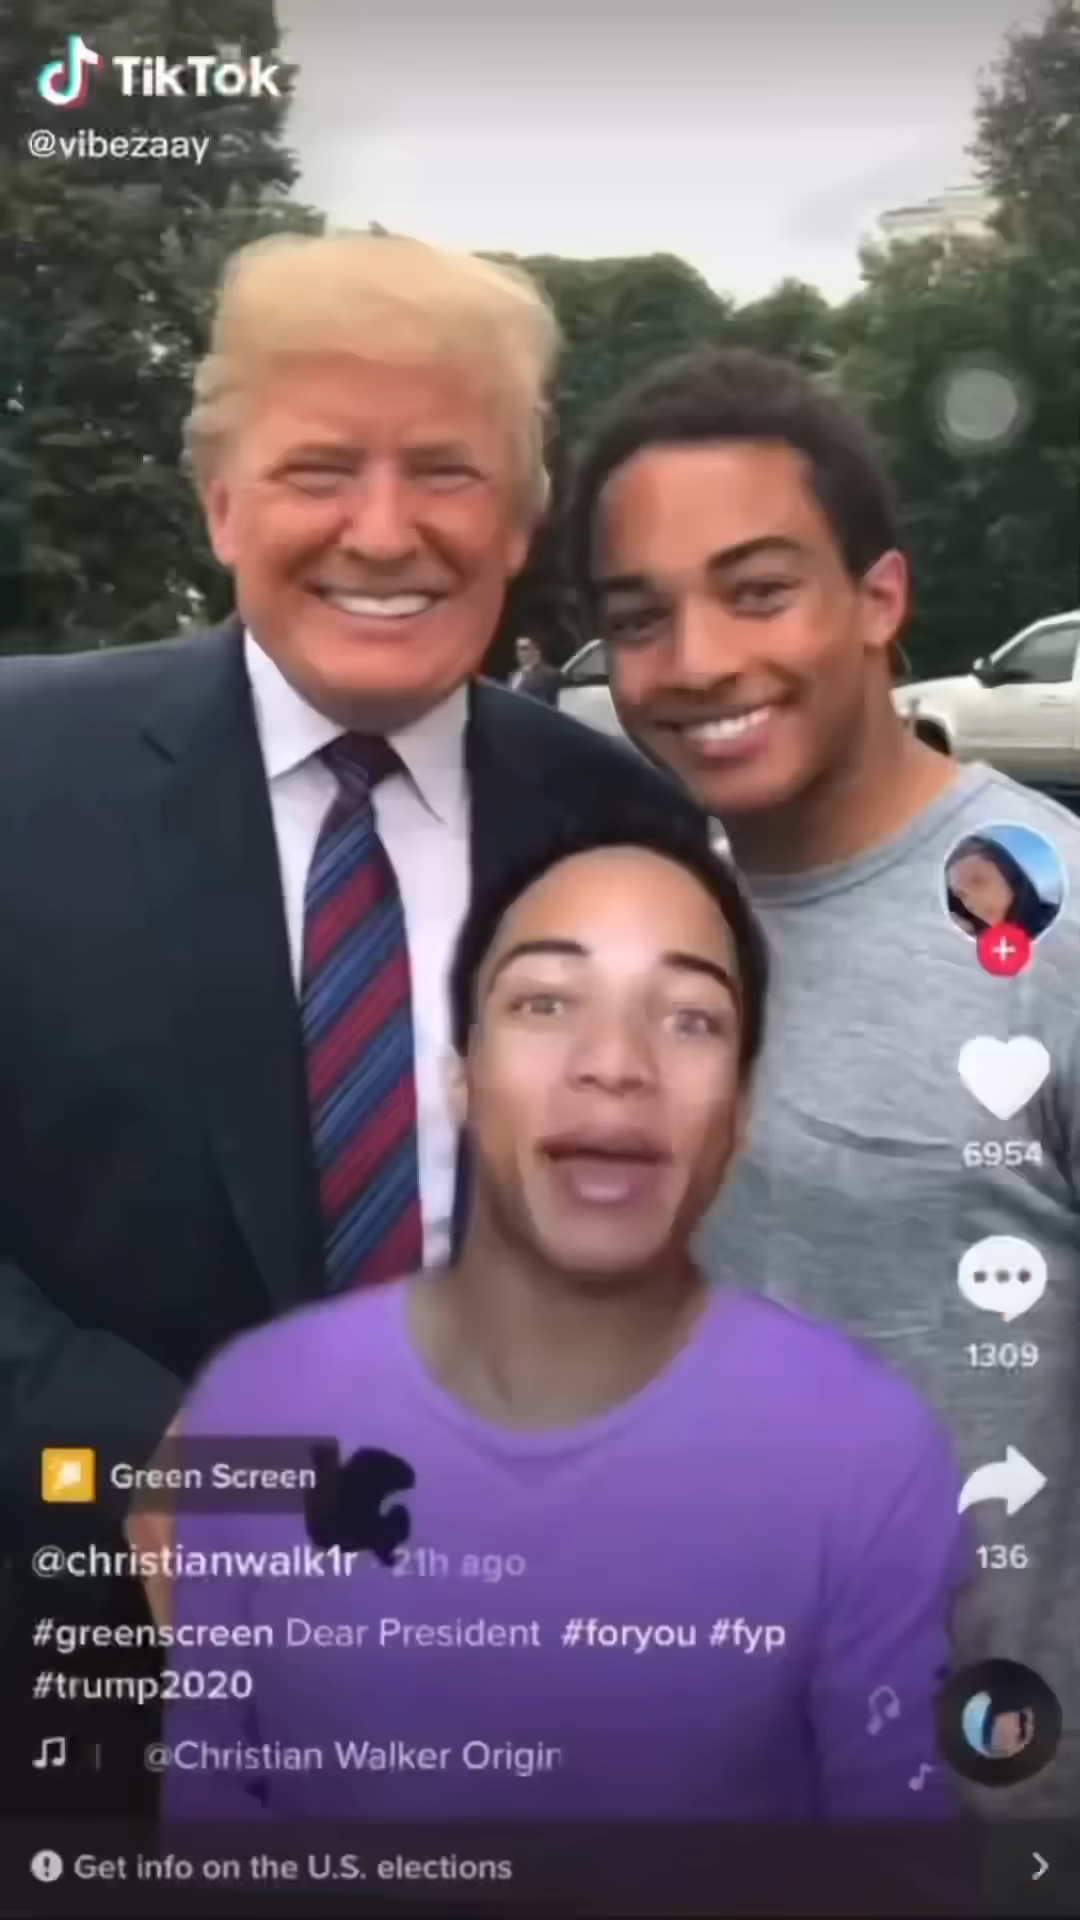 TikTok
@vibezaay
6954
1309
136
Green Screen
@christianwalk1r · 21h ago
#greenscreen Dear President #foryou #fyp
#trump2020
@Christian Walker Origin
Get info on the U.S. elections